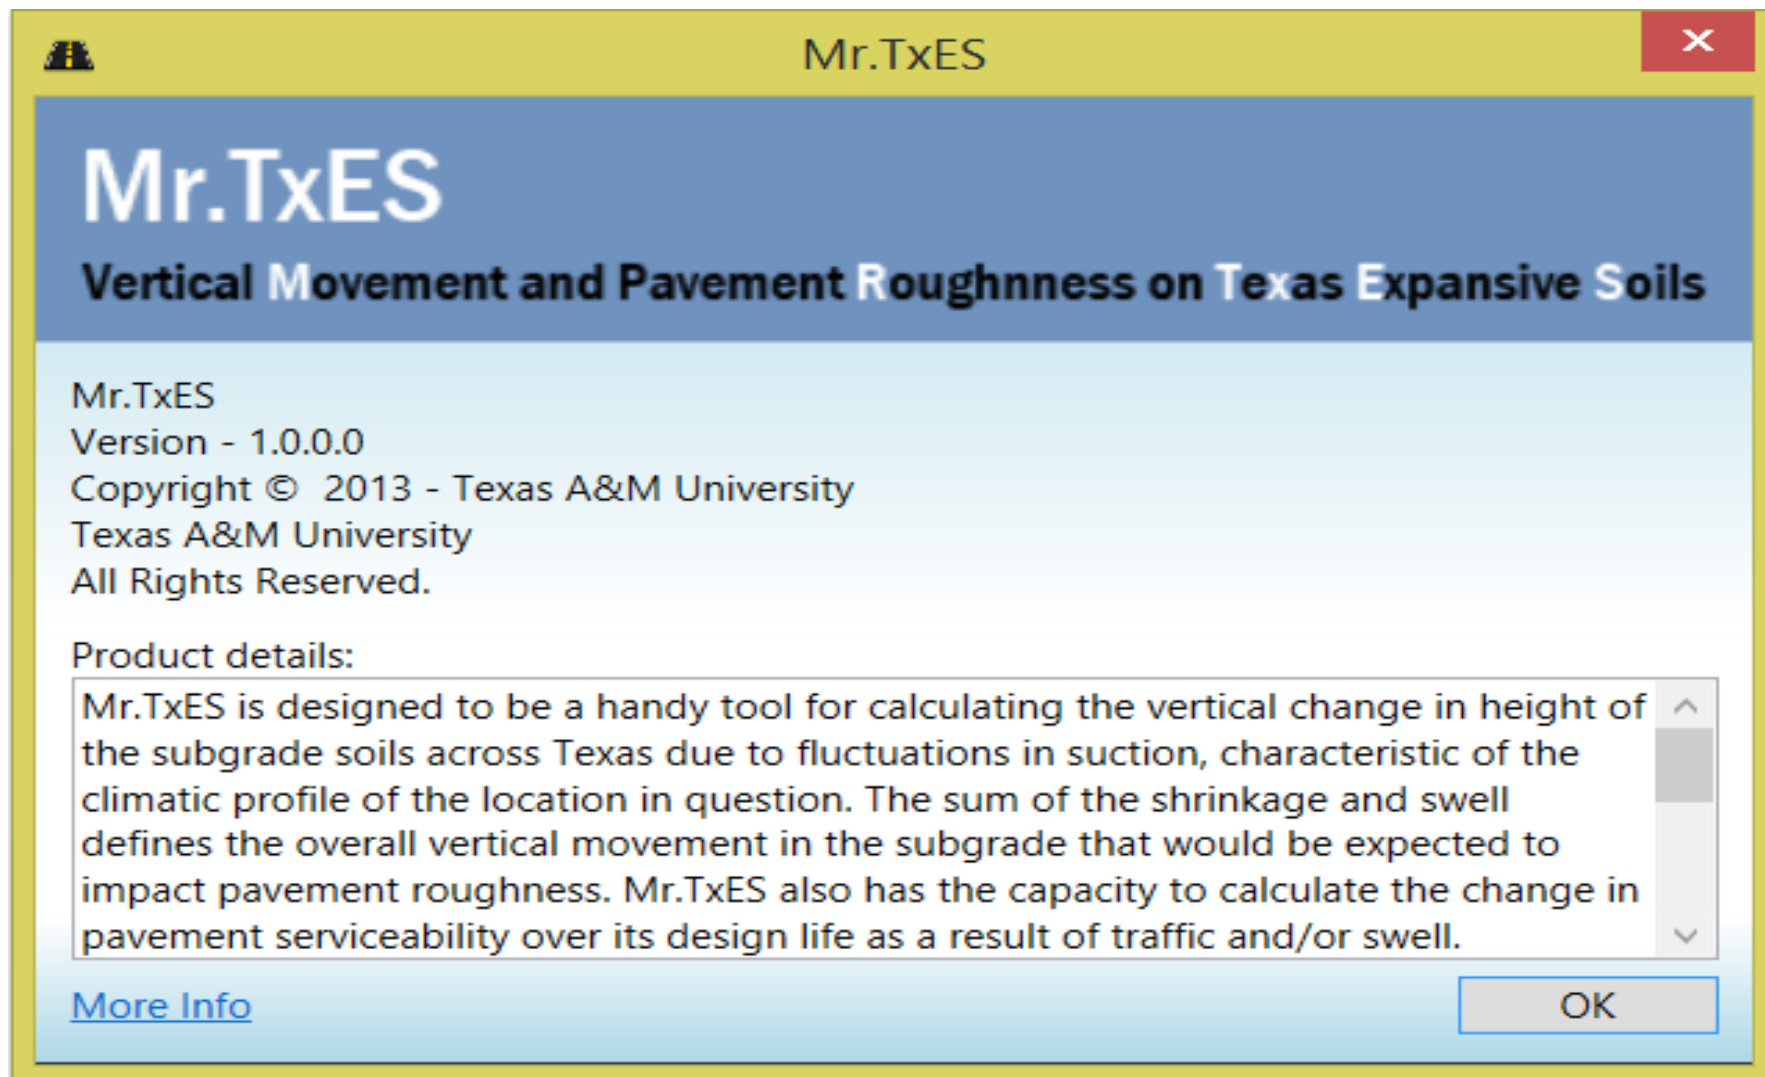 Mr.TxES
Mr.TxES
Vertical Movement and Pavement Roughnness on Texas Expansive Soils
Mr.TxES
Version - 1.0.0.0
Copyright ©  2013 - Texas A&M University
Texas A&M University
All Rights Reserved.
Product details:
Mr.TxES is designed to be a handy tool for calculating the vertical change in height of
the subgrade soils across Texas due to fluctuations in suction, characteristic of the
climatic profile of the location in question. The sum of the shrinkage and swell
defines the overall vertical movement in the subgrade that would be expected to
impact pavement roughness. Mr.TxES also has the capacity to calculate the change in
pavement serviceability over its design life as a result of traffic and/or swell.
More Info
OK